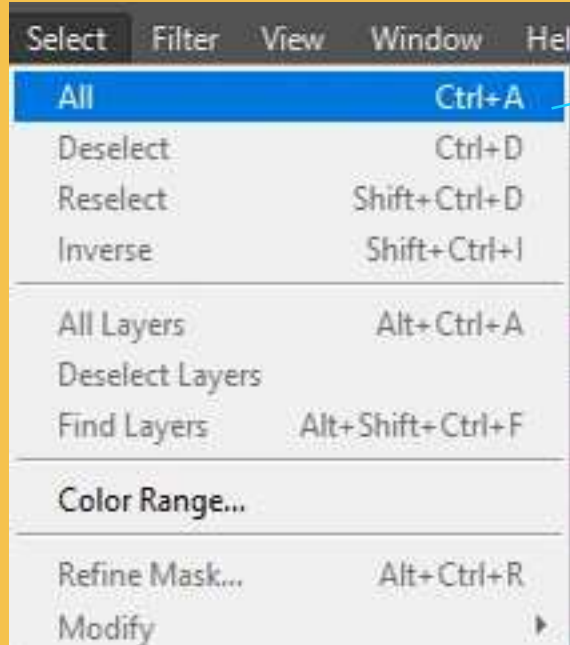 Select Filter View Window Hel
All Ctrl+A
Deselect Ctrl+D
Reselect Shift+Ctrl+D
Inverse Shift+Ctrl+I
All Layers Alt+Ctrl+A
Deselect Layers
Find Layers Alt+Shift+Ctrl+F
Color Range...
Refine Mask... Alt+Ctrl+R
Modify